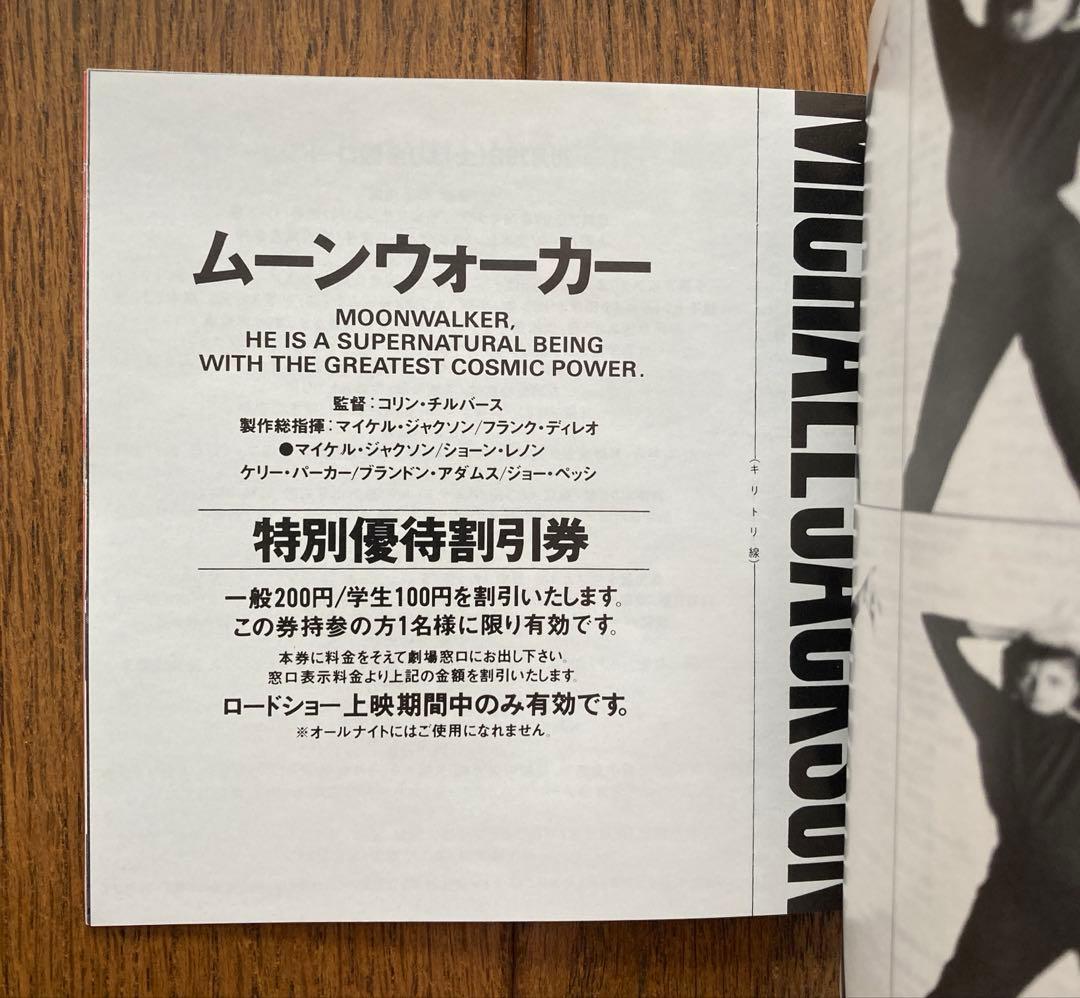 ムーンウォーカー
MOONWALKER,
HE IS A SUPERNATURAL BEING
WITH THE GREATEST COSMIC POWER.
監督:コリン・チルバース
製作総指揮:マイケル・ジャクソン/フランク・ディレオ
●マイケル・ジャクソン/ショーン・レノン
ケリー・パーカー/ブランドン・アダムス/ジョー・ペッシ
特別優待割引券
一般200円/学生100円を割引いたします。
この券持参の方1名様に限り有効です。
本券に料金をそえて劇場窓口にお出し下さい。
窓口表示料金より上記の金額を割引いたします。
ロードショー上映期間中のみ有効です。
※オールナイトにはご使用になれません。
(キリトリ線)
MICHAEL JACKSON